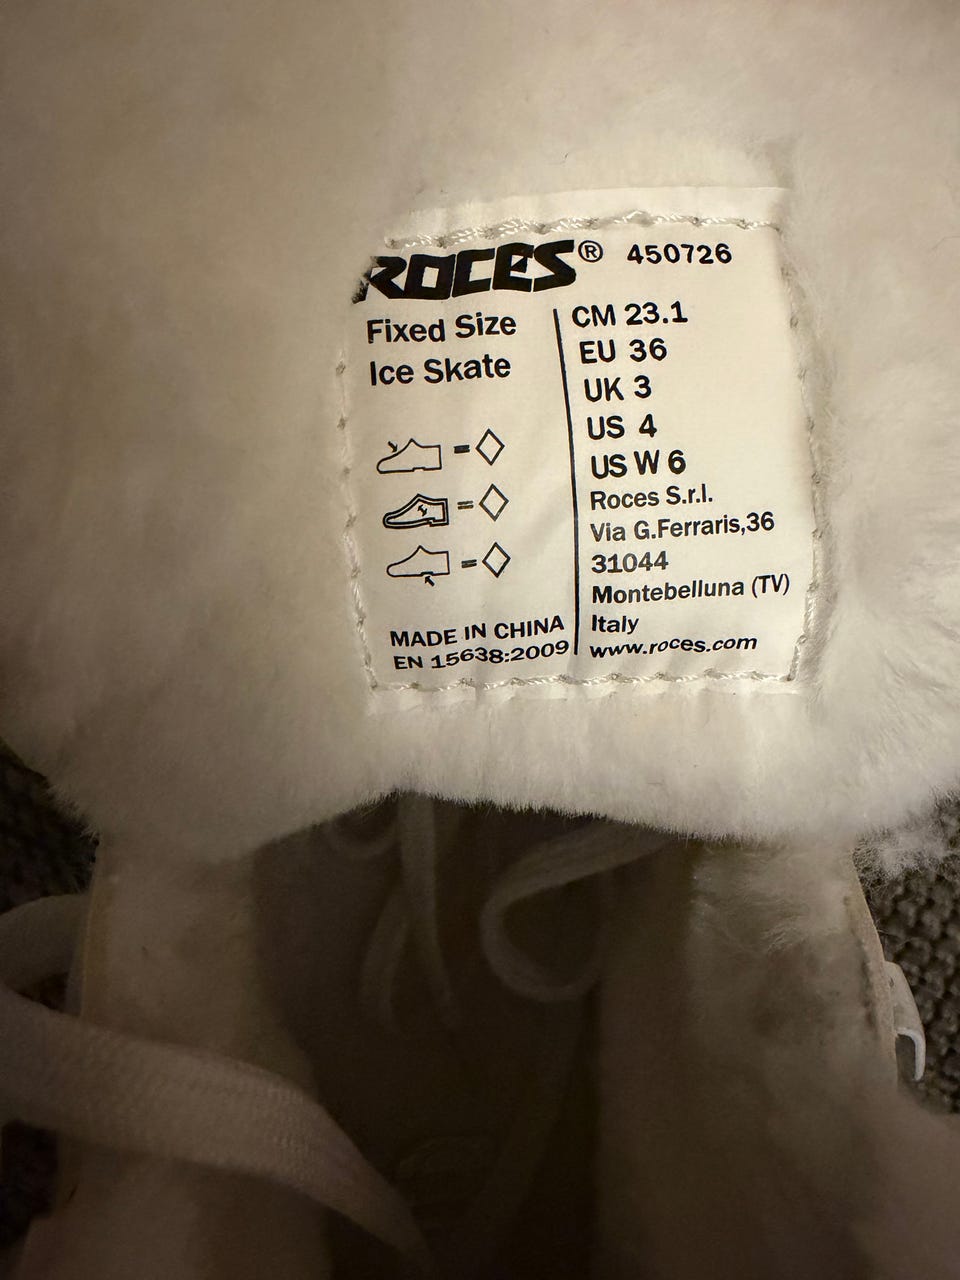 ROCES® 450726
Fixed Size
Ice Skate
=
=
=
MADE IN CHINA
EN 15638:2009
CM 23.1
EU 36
UK 3
US 4
US W 6
Roces S.r.l.
Via G.Ferraris,36
31044
Montebelluna (TV)
Italy
www.roces.com